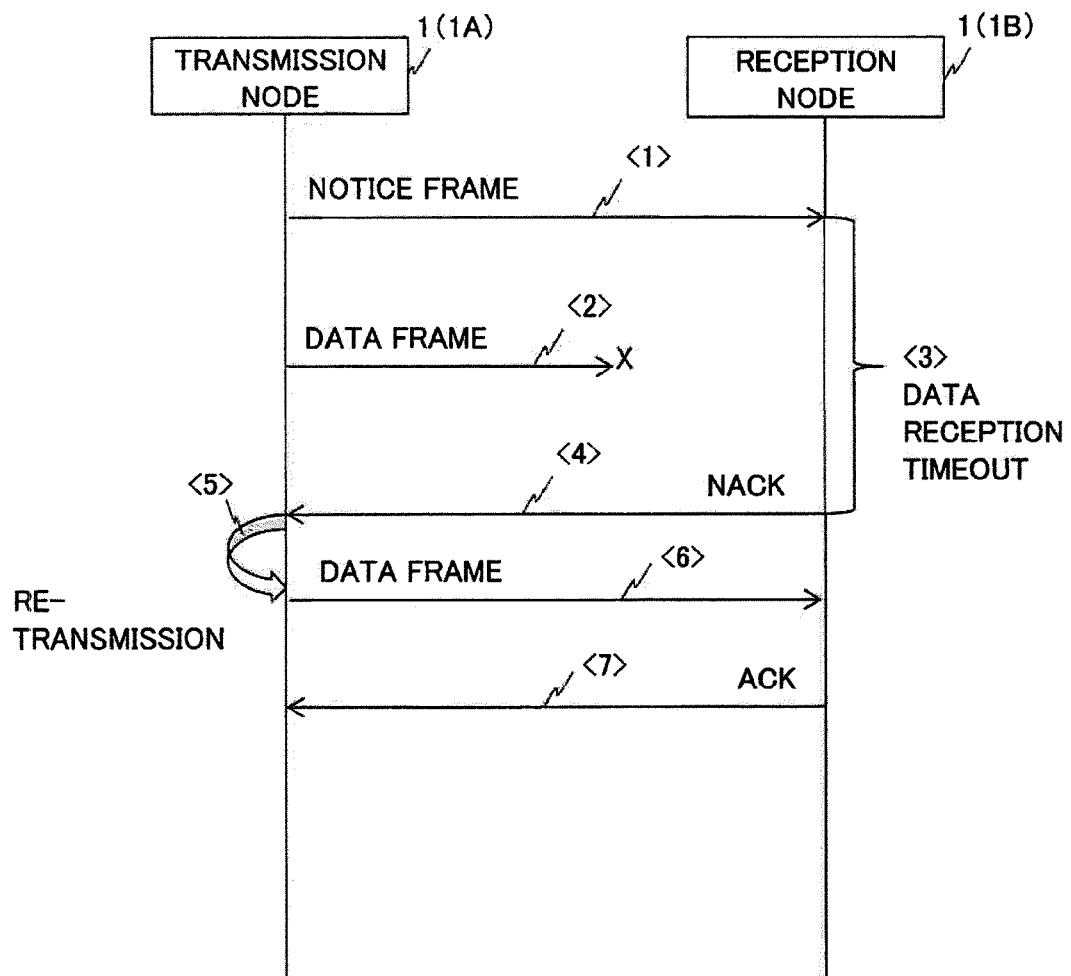 1(1A)
TRANSMISSION
NODE
1(1B)
RECEPTION
NODE
<1>
NOTICE FRAME
<2>
DATA FRAME
X
<3>
DATA
RECEPTION
TIMEOUT
<4>
NACK
<5>
RE-
TRANSMISSION
<6>
DATA FRAME
<7>
ACK